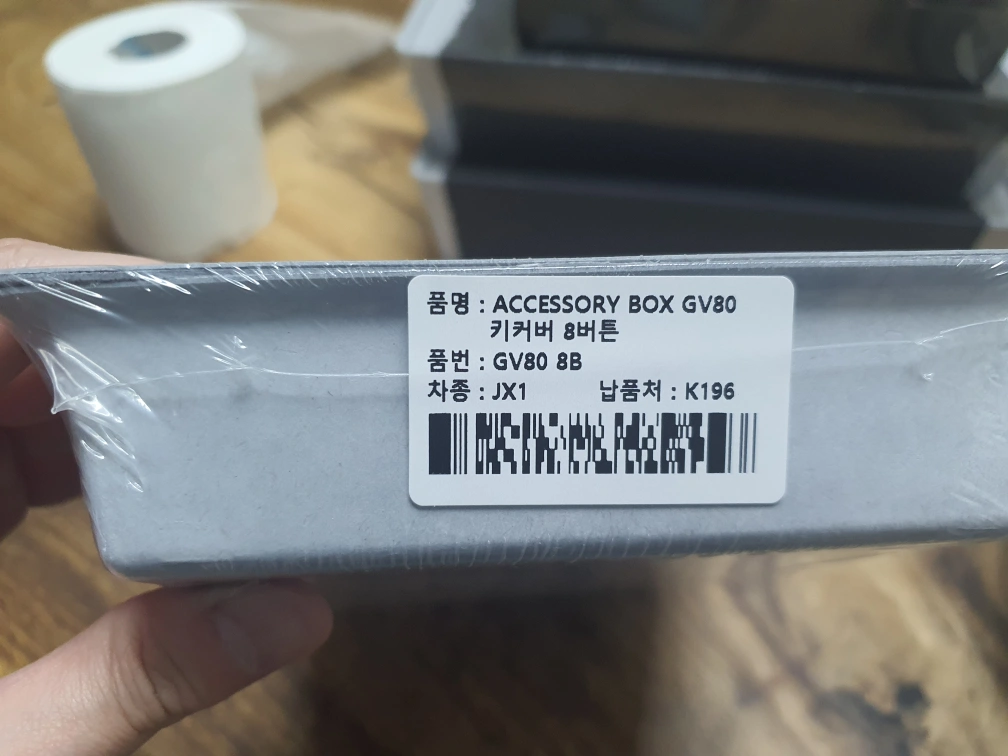 품명 : ACCESSORY BOX GV80
키커버 8버튼
품번 : GV80 8B
차종 : JX1 납품처 : K196